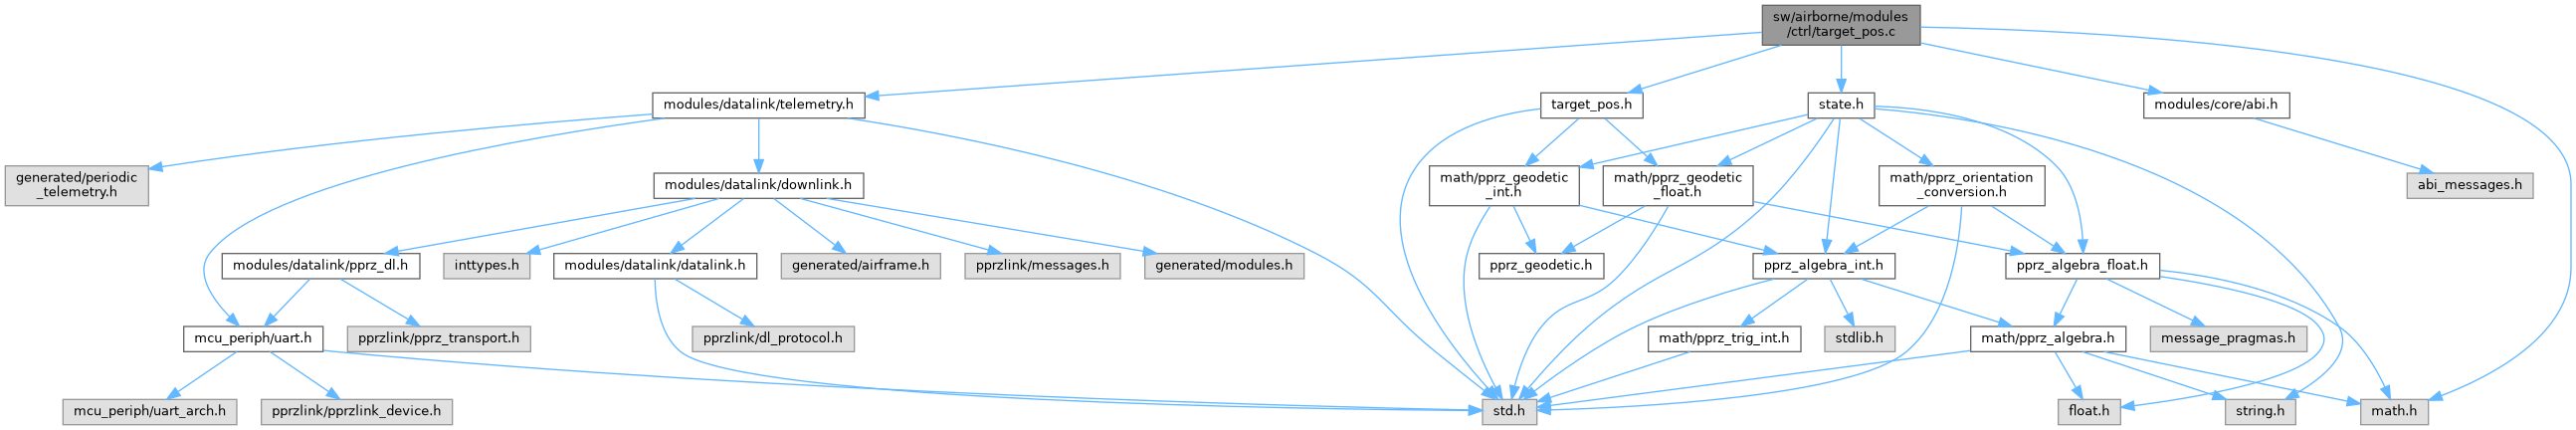 sw/airborne/modules
/ctrl/target_pos.c
modules/datalink/telemetry.h
target_pos.h
state.h
modules/core/abi.h
generated/periodic
_telemetry.h
modules/datalink/downlink.h
math/pprz_geodetic
_int.h
math/pprz_geodetic
_float.h
math/pprz_orientation
_conversion.h
abi_messages.h
modules/datalink/pprz_dl.h
inttypes.h
modules/datalink/datalink.h
generated/airframe.h
pprzlink/messages.h
generated/modules.h
pprz_geodetic.h
pprz_algebra_int.h
pprz_algebra_float.h
mcu_periph/uart.h
pprzlink/pprz_transport.h
pprzlink/dl_protocol.h
math/pprz_trig_int.h
stdlib.h
math/pprz_algebra.h
message_pragmas.h
mcu_periph/uart_arch.h
pprzlink/pprzlink_device.h
std.h
float.h
string.h
math.h